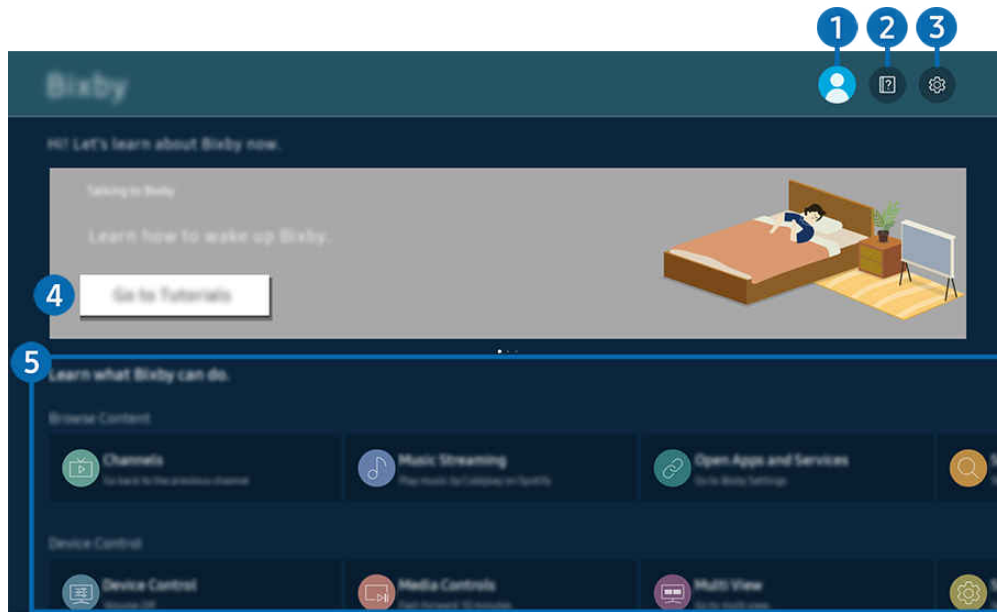 1 2 3
Bixby
Hi! Let's learn about Bixby now.
Talking to Bixby
Learn how to wake up Bixby.
4
Go to Tutorials
5
Learn what Bixby can do.
Browse Content
Channels Music Streaming Open Apps and Services
Go back to the previous channel Play music by Coldplay on Spotify Go to Bixby Settings
Device Control
Device Control Media Controls Multi View